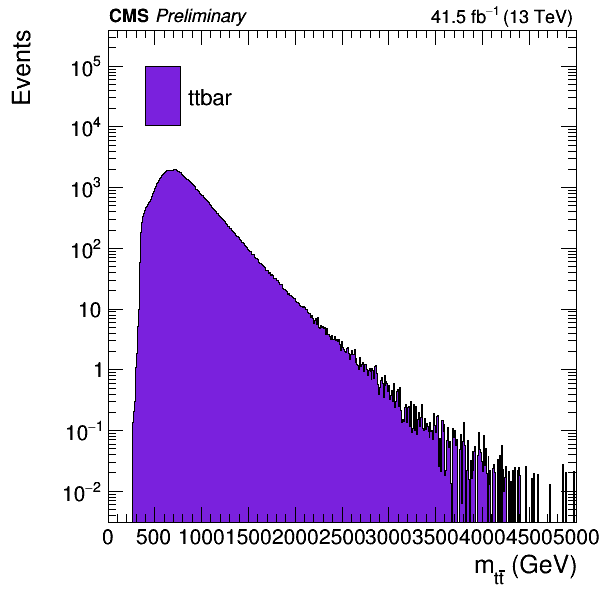 CMS Preliminary 41.5 fb⁻¹ (13 TeV)
Events
10⁵
ttbar
10⁴
10³
10²
10
1
10⁻¹
10⁻²
0 500 1000 1500 2000 2500 3000 3500 4000 4500 5000
m_tt̄ (GeV)